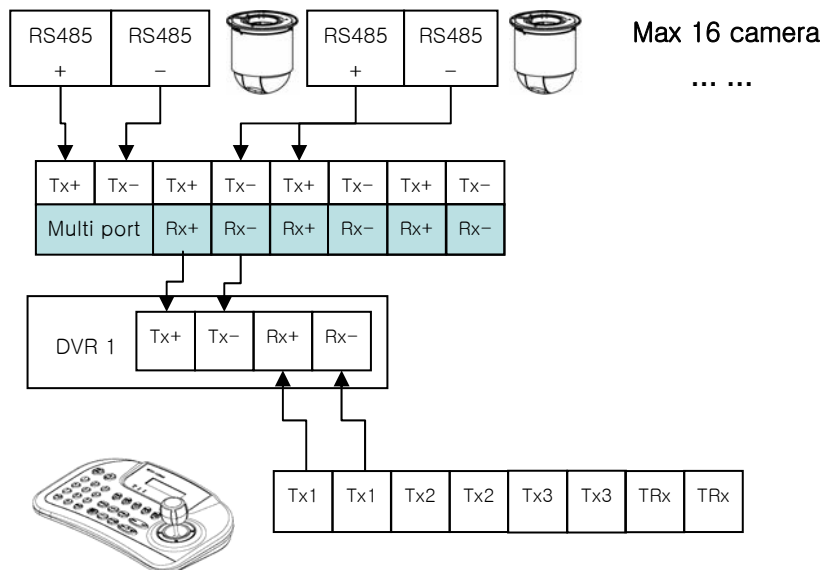 RS485 RS485 RS485 RS485 Max 16 camera
+ − + − ... ...
Tx+ Tx− Tx+ Tx− Tx+ Tx− Tx+ Tx−
Multi port Rx+ Rx− Rx+ Rx− Rx+ Rx−
DVR 1 Tx+ Tx− Rx+ Rx−
Tx1 Tx1 Tx2 Tx2 Tx3 Tx3 TRx TRx